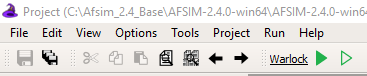 Project (C:\Afsim_2.4_Base\AFSIM-2.4.0-win64\AFSIM-2.4.0-win6
File Edit View Options Tools Project Run Help
Warlock